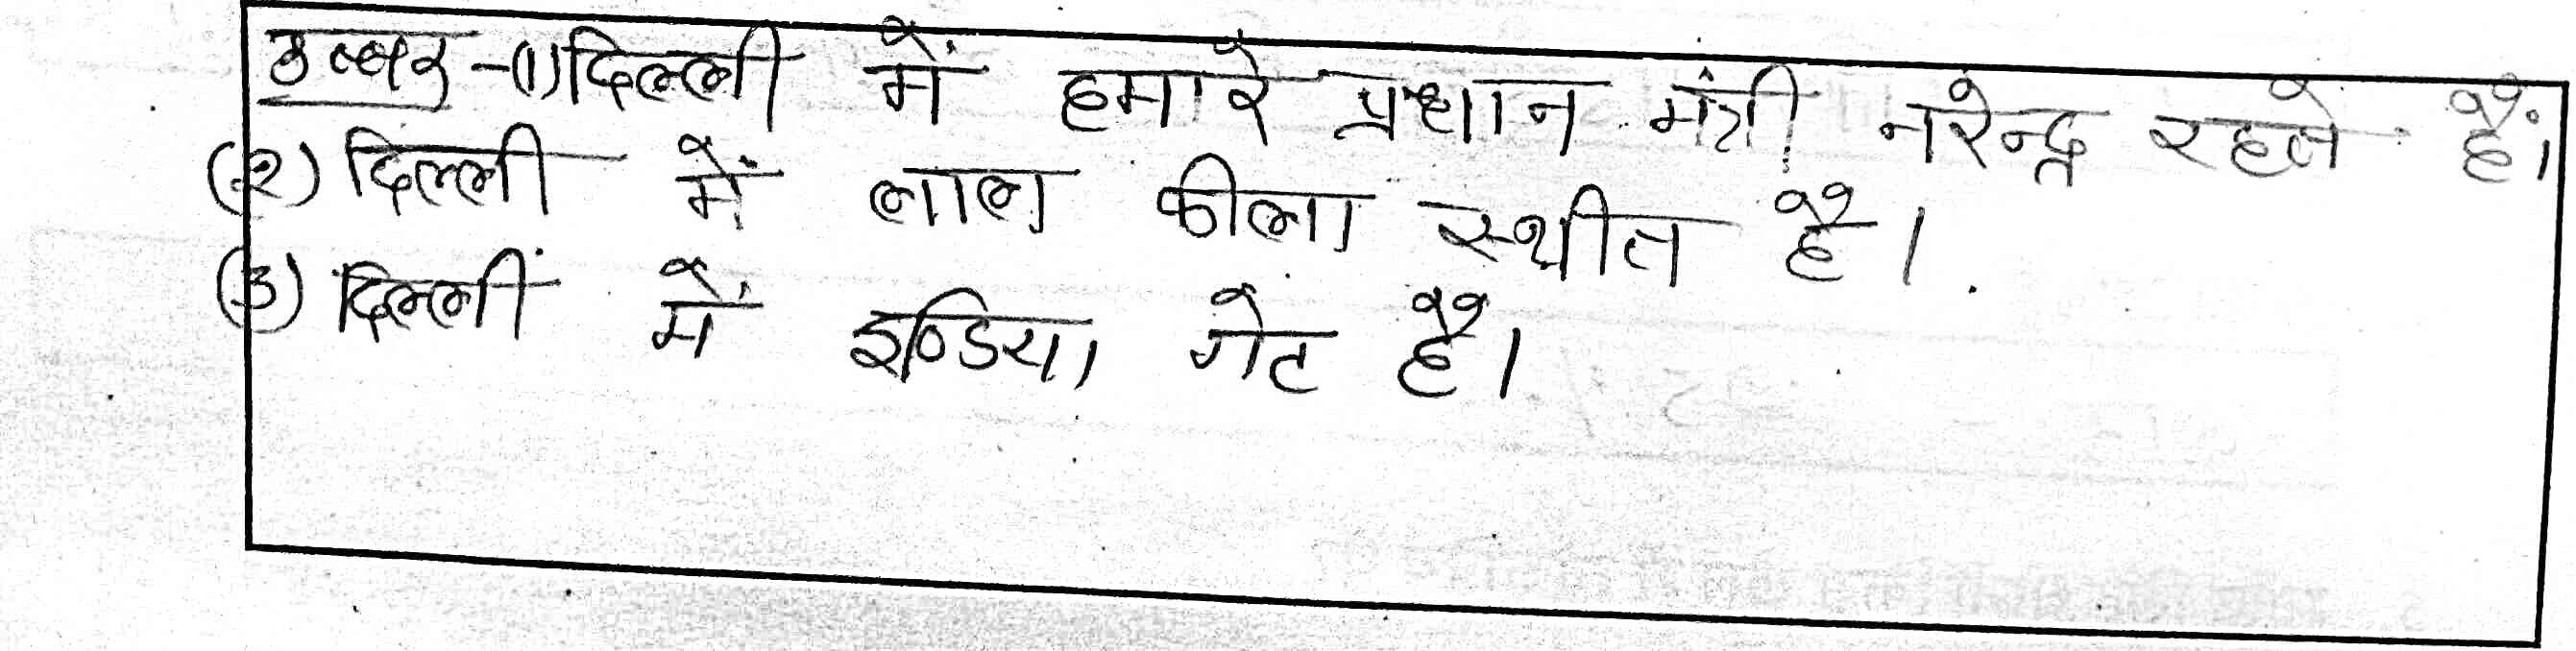 उत्तर -(1) दिल्ली में हमारे प्रधान मंत्री नरेन्द्र रहते हैं।
(2) दिल्ली में लाल कीला स्थीत है।
(3) दिल्लीं में इण्डिया गेट है।